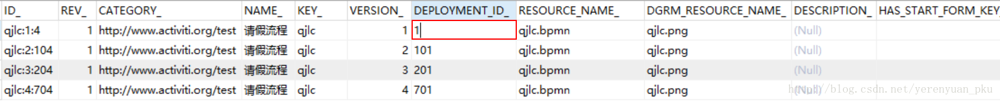 ID_ REV_ CATEGORY_ NAME_ KEY_ VERSION_ DEPLOYMENT_ID_ RESOURCE_NAME_ DGRM_RESOURCE_NAME_ DESCRIPTION_ HAS_START_FORM_KEY_
qjlc:1:4 1 http://www.activiti.org/test 请假流程 qjlc 1 1 qjlc.bpmn qjlc.png (Null)
qjlc:2:104 1 http://www.activiti.org/test 请假流程 qjlc 2 101 qjlc.bpmn qjlc.png (Null)
qjlc:3:204 1 http://www.activiti.org/test 请假流程 qjlc 3 201 qjlc.bpmn qjlc.png (Null)
qjlc:4:704 1 http://www.activiti.org/test 请假流程 qjlc 4 701 qjlc.bpmn qjlc.png (Null)
http://blog.csdn.net/yerenyuan_pku